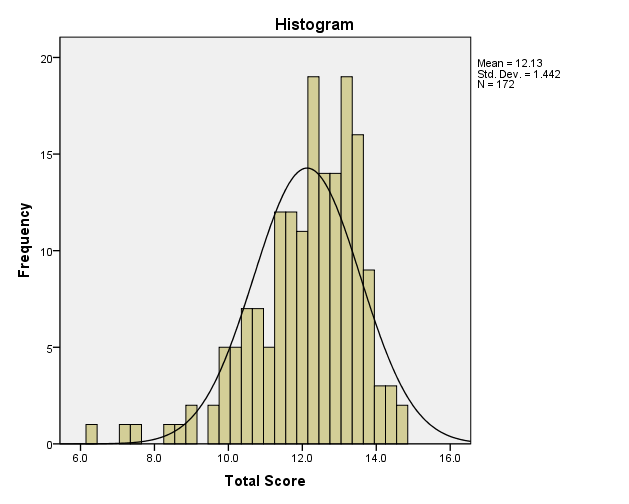 Histogram
Mean = 12.13
Std. Dev. = 1.442
N = 172
20
15
10
5
0
Frequency
6.0 8.0 10.0 12.0 14.0 16.0
Total Score